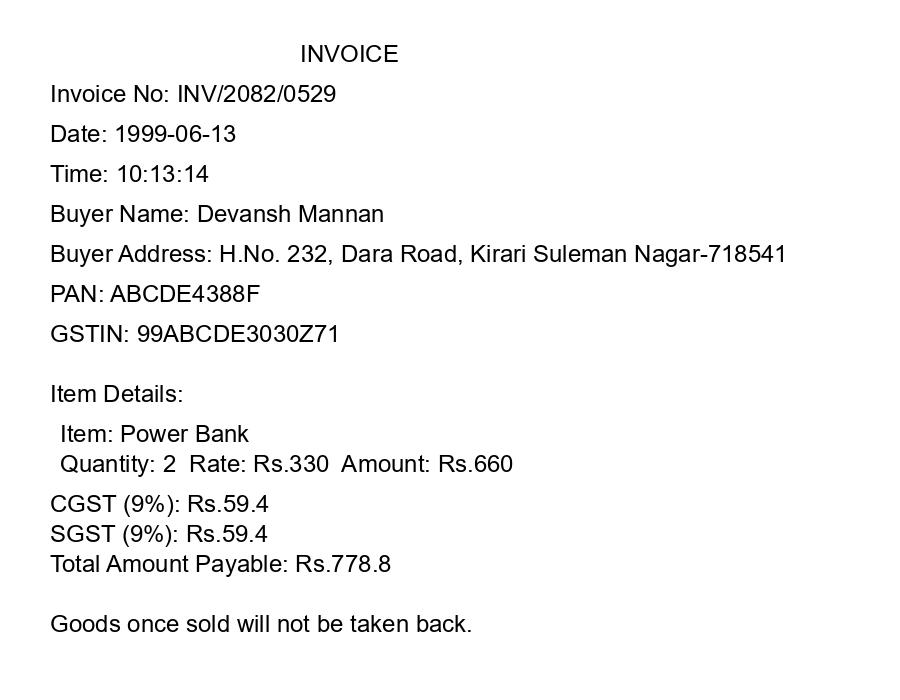 INVOICE
Invoice No: INV/2082/0529
Date: 1999-06-13
Time: 10:13:14
Buyer Name: Devansh Mannan
Buyer Address: H.No. 232, Dara Road, Kirari Suleman Nagar-718541
PAN: ABCDE4388F
GSTIN: 99ABCDE3030Z71
Item Details:
Item: Power Bank
Quantity: 2  Rate: Rs.330  Amount: Rs.660
CGST (9%): Rs.59.4
SGST (9%): Rs.59.4
Total Amount Payable: Rs.778.8
Goods once sold will not be taken back.